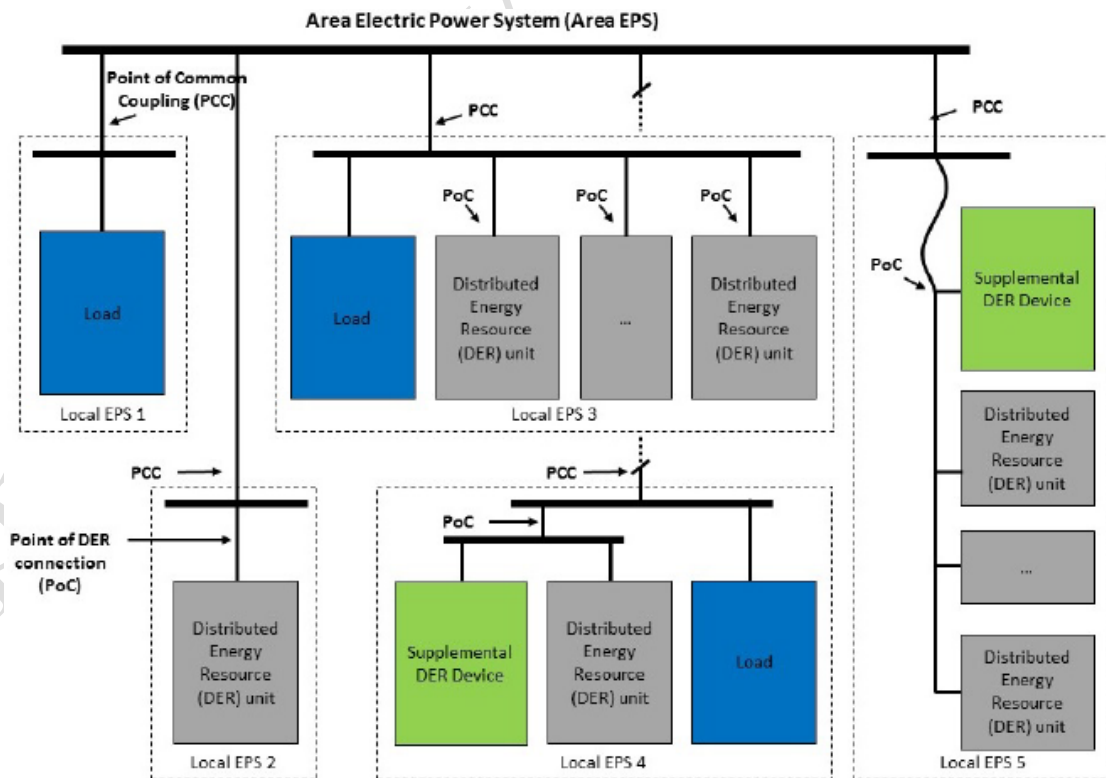 Area Electric Power System (Area EPS)
Point of Common
Coupling (PCC)
PCC
PCC
PoC
PoC
PoC
Load
Load
Distributed
Energy
Resource
(DER) unit
...
Distributed
Energy
Resource
(DER) unit
Local EPS 1
Local EPS 3
PoC
Supplemental
DER Device
Distributed
Energy
Resource
(DER) unit
...
Distributed
Energy
Resource
(DER) unit
Local EPS 5
PCC
Point of DER
connection
(PoC)
Distributed
Energy
Resource
(DER) unit
Local EPS 2
PCC
PoC
Supplemental
DER Device
Distributed
Energy
Resource
(DER) unit
Load
Local EPS 4